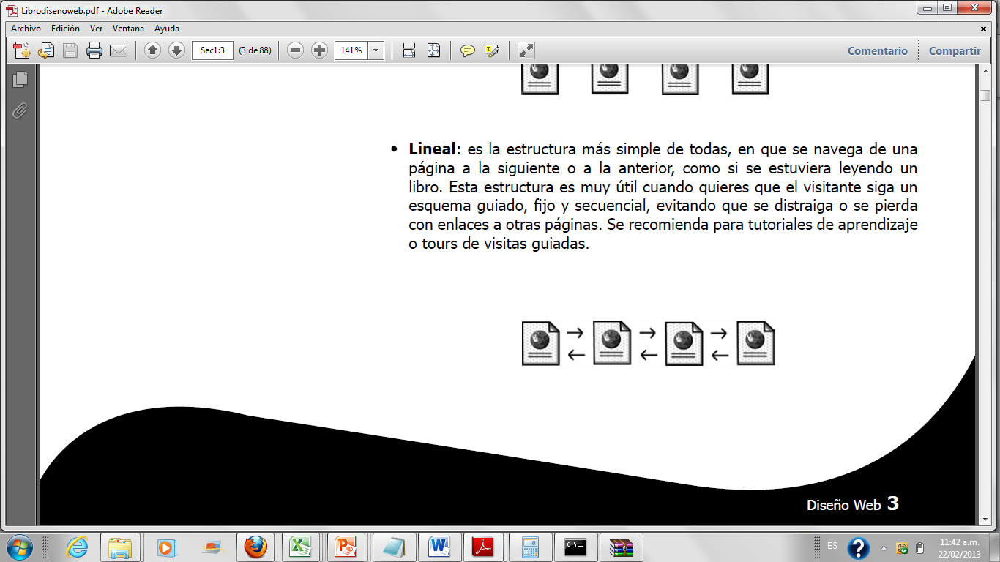 Librodisenoweb.pdf - Adobe Reader
Archivo Edición Ver Ventana Ayuda
Sec1:3 (3 de 88) 141% Comentario Compartir
• Lineal: es la estructura más simple de todas, en que se navega de una
página a la siguiente o a la anterior, como si se estuviera leyendo un
libro. Esta estructura es muy útil cuando quieres que el visitante siga un
esquema guiado, fijo y secuencial, evitando que se distraiga o se pierda
con enlaces a otras páginas. Se recomienda para tutoriales de aprendizaje
o tours de visitas guiadas.
Diseño Web 3
ES
11:42 a.m.
22/02/2013